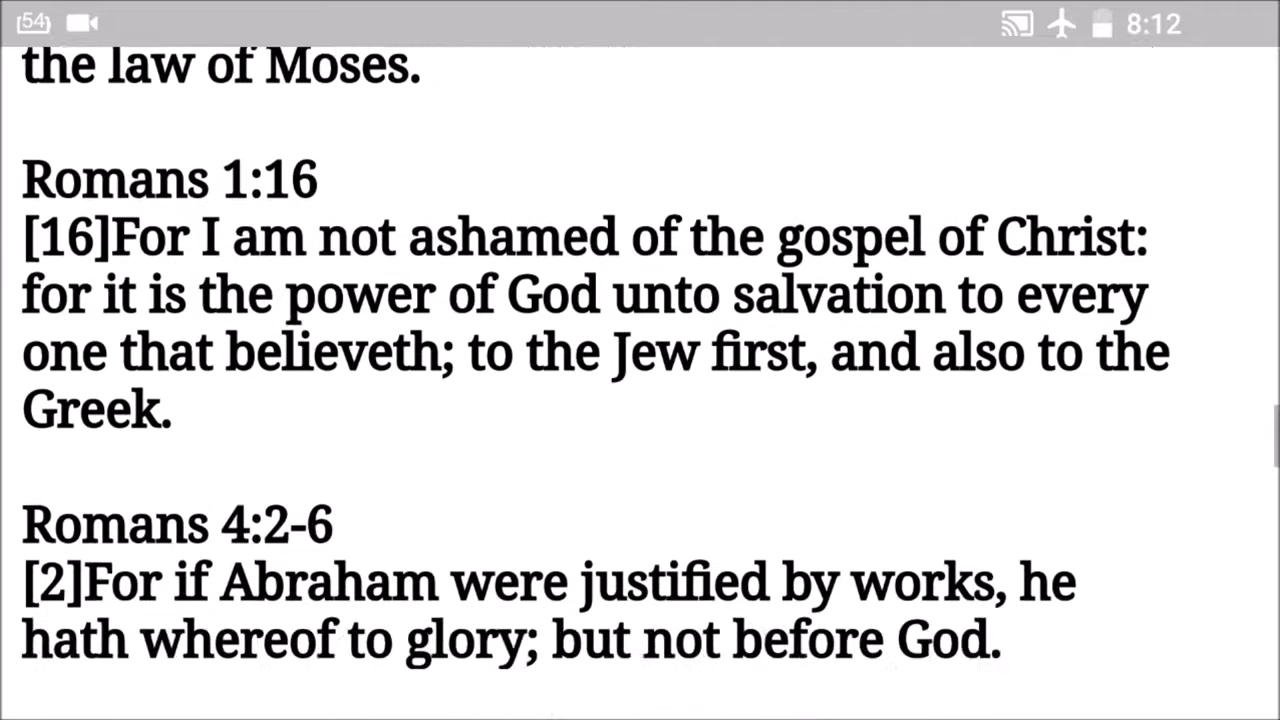 54 8:12
the law of Moses.
Romans 1:16
[16]For I am not ashamed of the gospel of Christ:
for it is the power of God unto salvation to every
one that believeth; to the Jew first, and also to the
Greek.
Romans 4:2-6
[2]For if Abraham were justified by works, he
hath whereof to glory; but not before God.